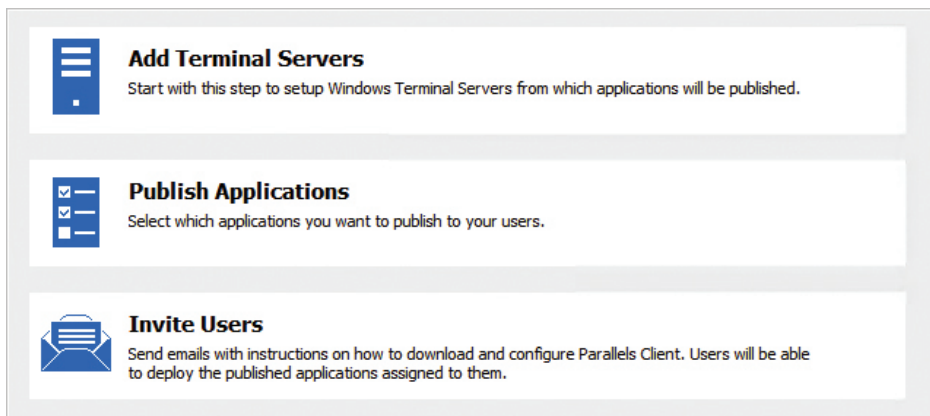 Add Terminal Servers
Start with this step to setup Windows Terminal Servers from which applications will be published.
Publish Applications
Select which applications you want to publish to your users.
Invite Users
Send emails with instructions on how to download and configure Parallels Client. Users will be able
to deploy the published applications assigned to them.